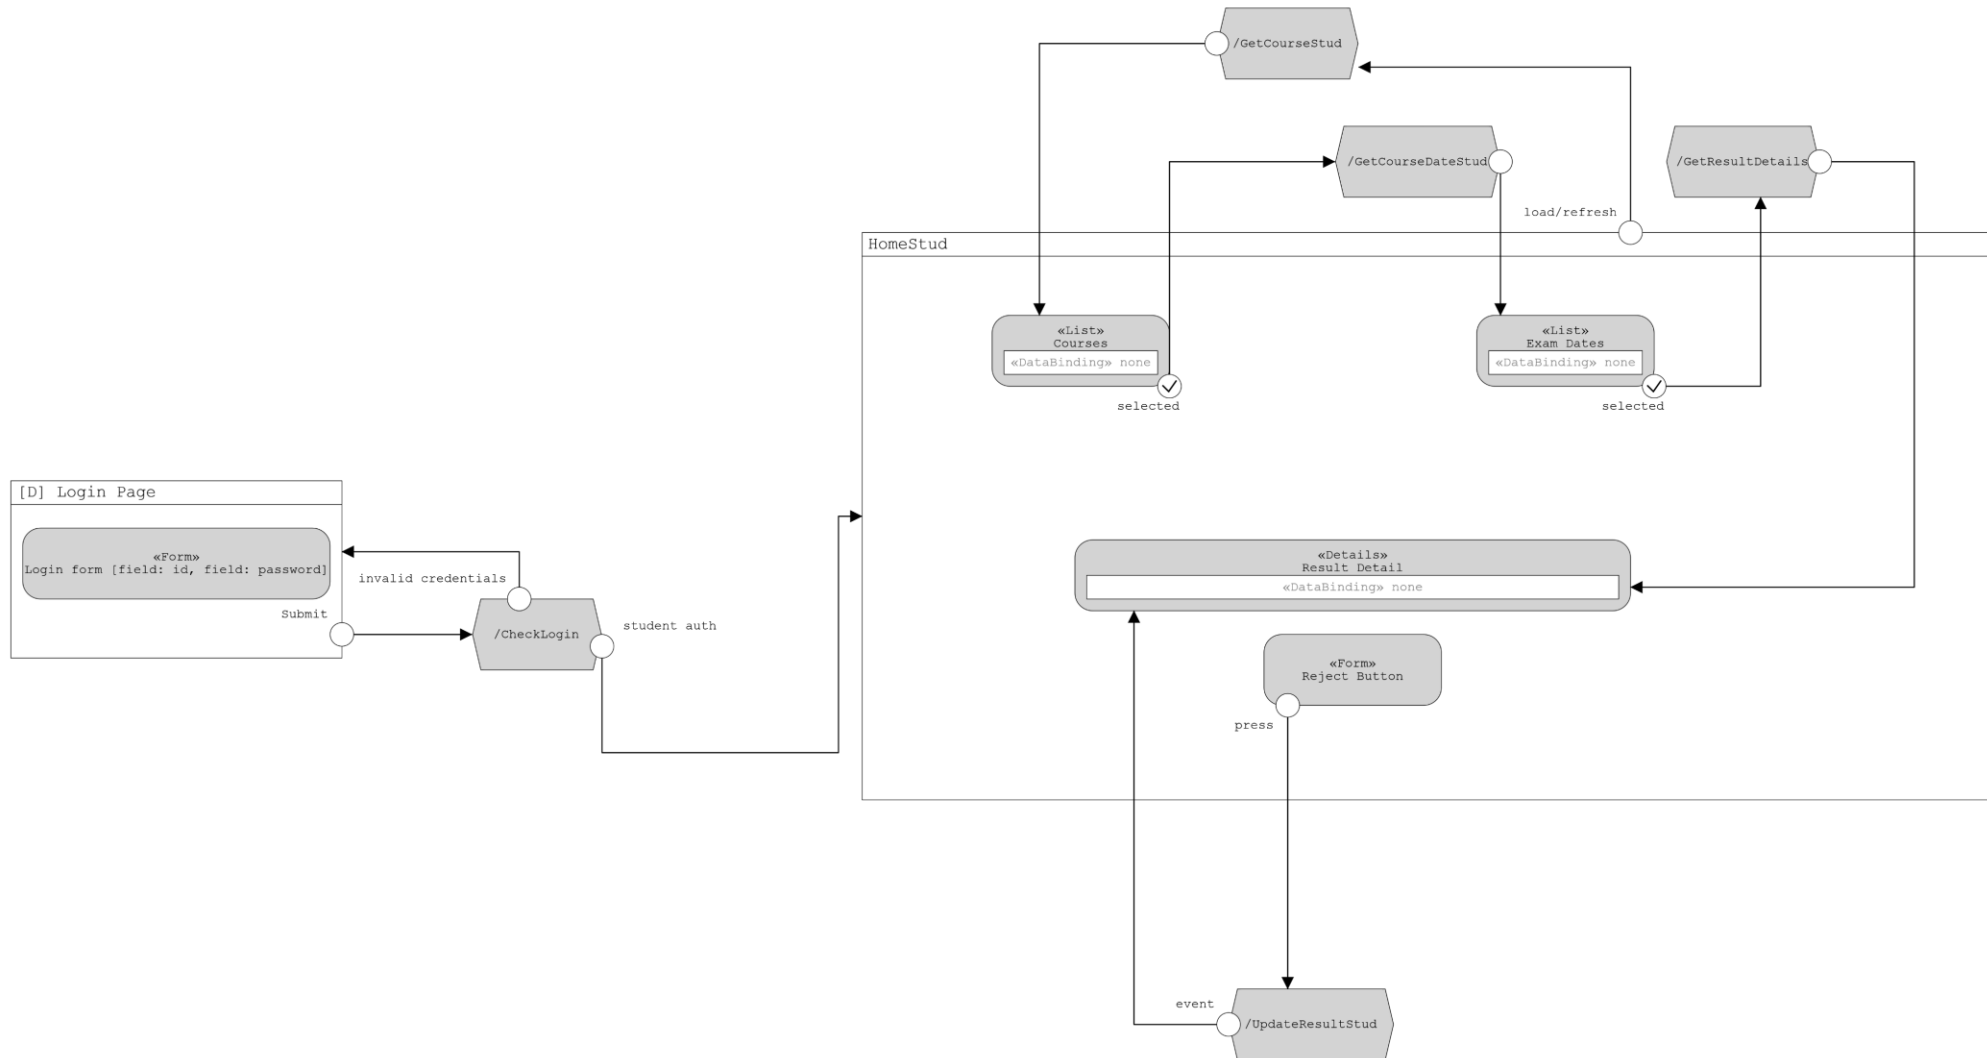 /GetCourseStud
/GetCourseDateStud
/GetResultDetails
load/refresh
HomeStud
«List»
Courses
«DataBinding» none
selected
«List»
Exam Dates
«DataBinding» none
selected
[D] Login Page
«Form»
Login form [field: id, field: password]
Submit
invalid credentials
/CheckLogin
student auth
«Details»
Result Detail
«DataBinding» none
«Form»
Reject Button
press
event
/UpdateResultStud